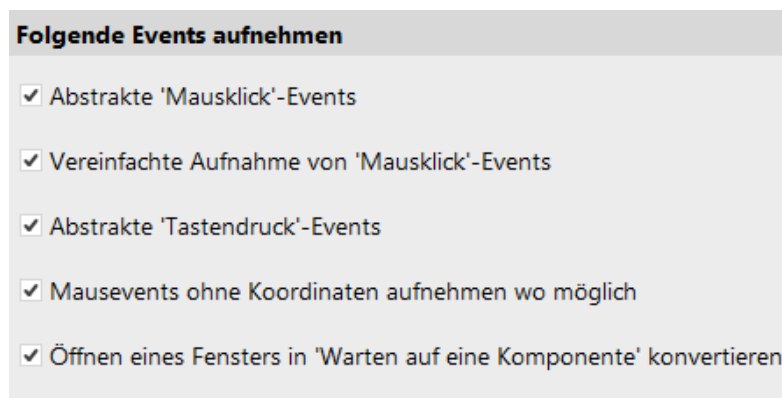 Folgende Events aufnehmen
Abstrakte 'Mausklick'-Events
Vereinfachte Aufnahme von 'Mausklick'-Events
Abstrakte 'Tastendruck'-Events
Mausevents ohne Koordinaten aufnehmen wo möglich
Öffnen eines Fensters in 'Warten auf eine Komponente' konvertieren